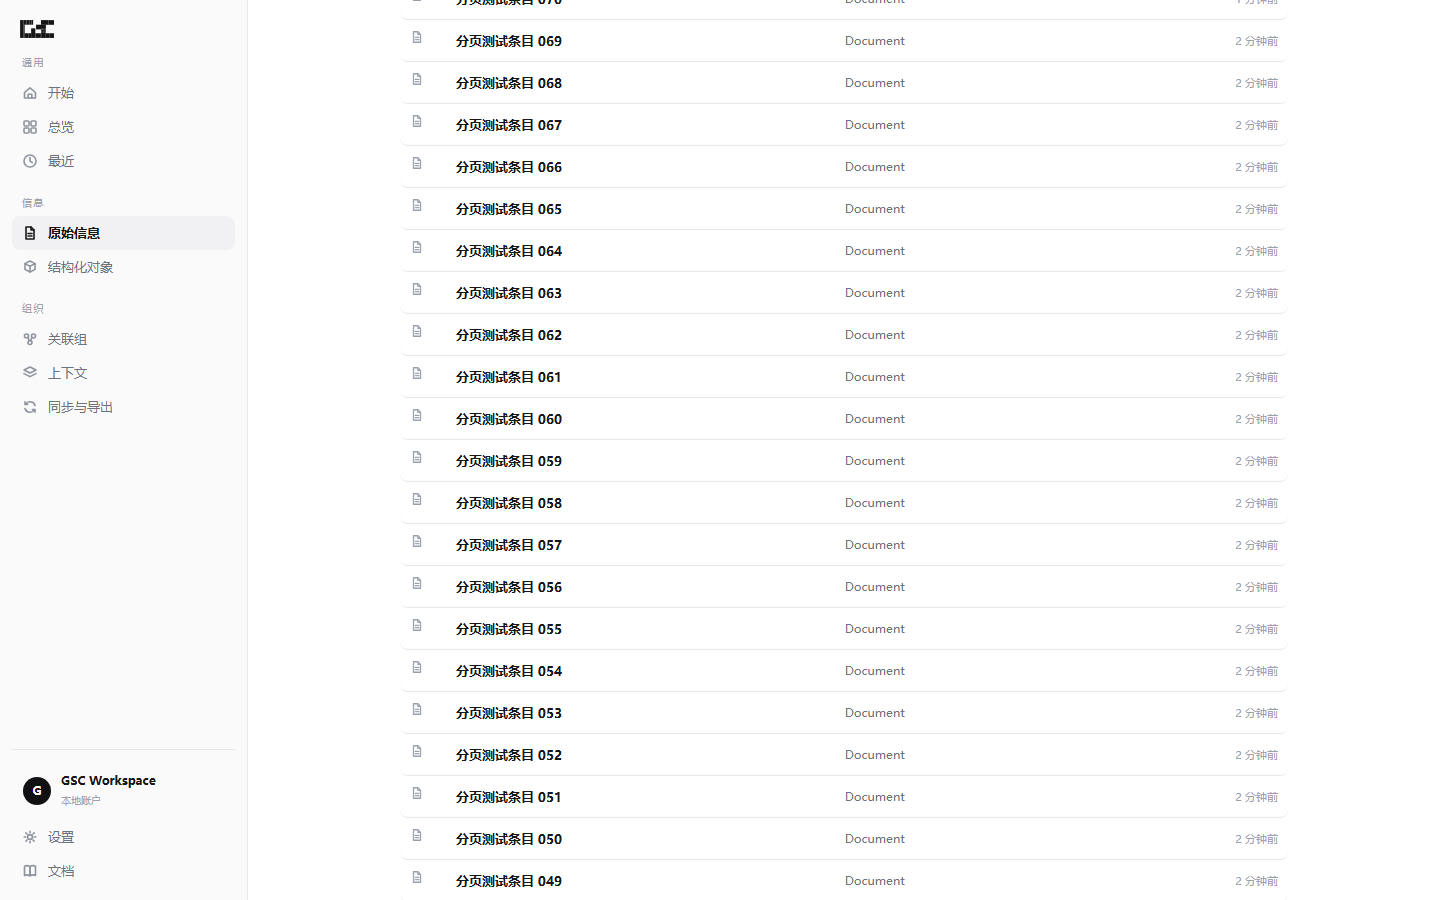 GSC
通用
开始
总览
最近
信息
原始信息
结构化对象
组织
关联组
上下文
同步与导出
GSC Workspace
G
本地账户
设置
文档
分页测试条目 070 Document 1 分钟前
分页测试条目 069 Document 2 分钟前
分页测试条目 068 Document 2 分钟前
分页测试条目 067 Document 2 分钟前
分页测试条目 066 Document 2 分钟前
分页测试条目 065 Document 2 分钟前
分页测试条目 064 Document 2 分钟前
分页测试条目 063 Document 2 分钟前
分页测试条目 062 Document 2 分钟前
分页测试条目 061 Document 2 分钟前
分页测试条目 060 Document 2 分钟前
分页测试条目 059 Document 2 分钟前
分页测试条目 058 Document 2 分钟前
分页测试条目 057 Document 2 分钟前
分页测试条目 056 Document 2 分钟前
分页测试条目 055 Document 2 分钟前
分页测试条目 054 Document 2 分钟前
分页测试条目 053 Document 2 分钟前
分页测试条目 052 Document 2 分钟前
分页测试条目 051 Document 2 分钟前
分页测试条目 050 Document 2 分钟前
分页测试条目 049 Document 2 分钟前